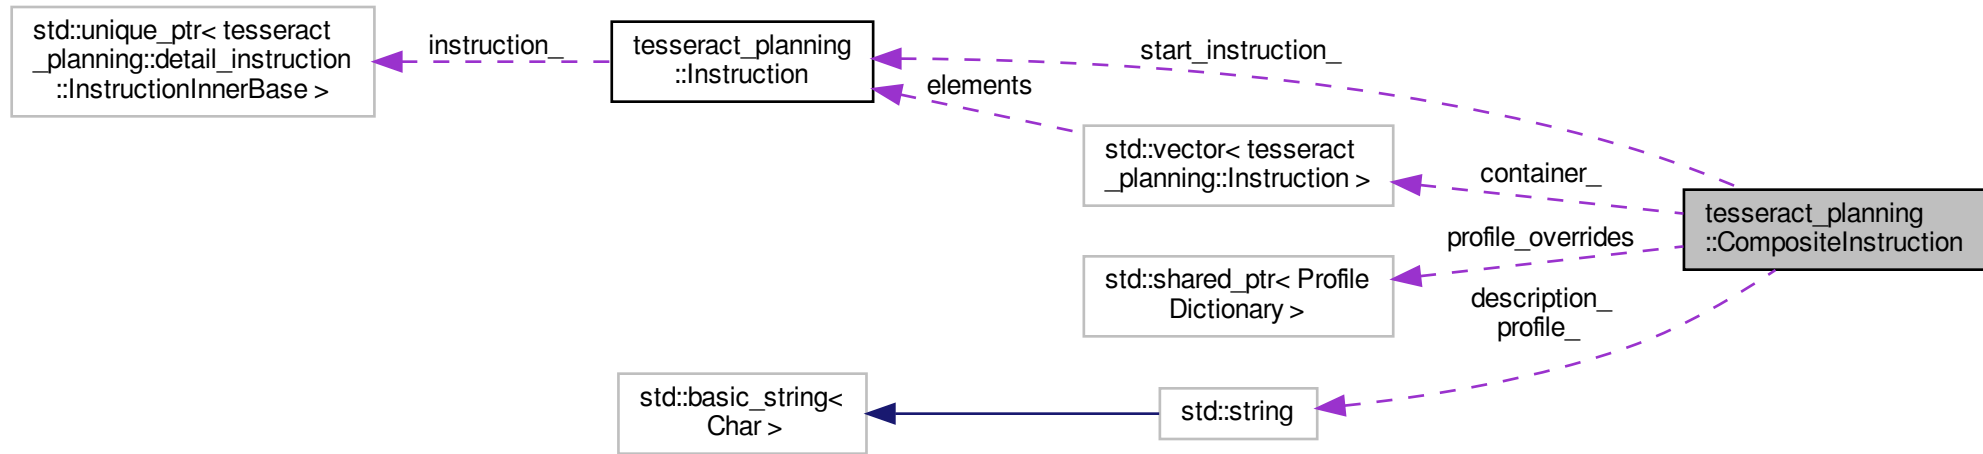 std::unique_ptr< tesseract
_planning::detail_instruction
::InstructionInnerBase >
instruction_
tesseract_planning
::Instruction
start_instruction_
elements
std::vector< tesseract
_planning::Instruction >
container_
tesseract_planning
::CompositeInstruction
profile_overrides
std::shared_ptr< Profile
Dictionary >
description_
profile_
std::basic_string<
Char >
std::string